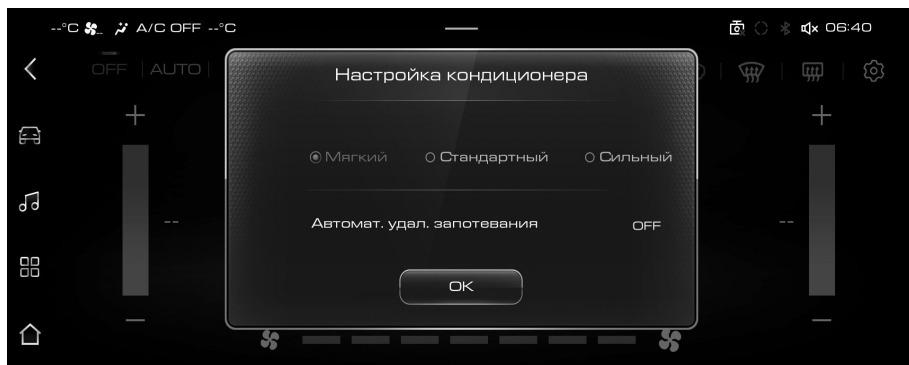 --°C A/C OFF --°C 06:40
OFF AUTO
Настройка кондиционера
Мягкий Стандартный Сильный
Автомат. удал. запотевания OFF
-- --
OK